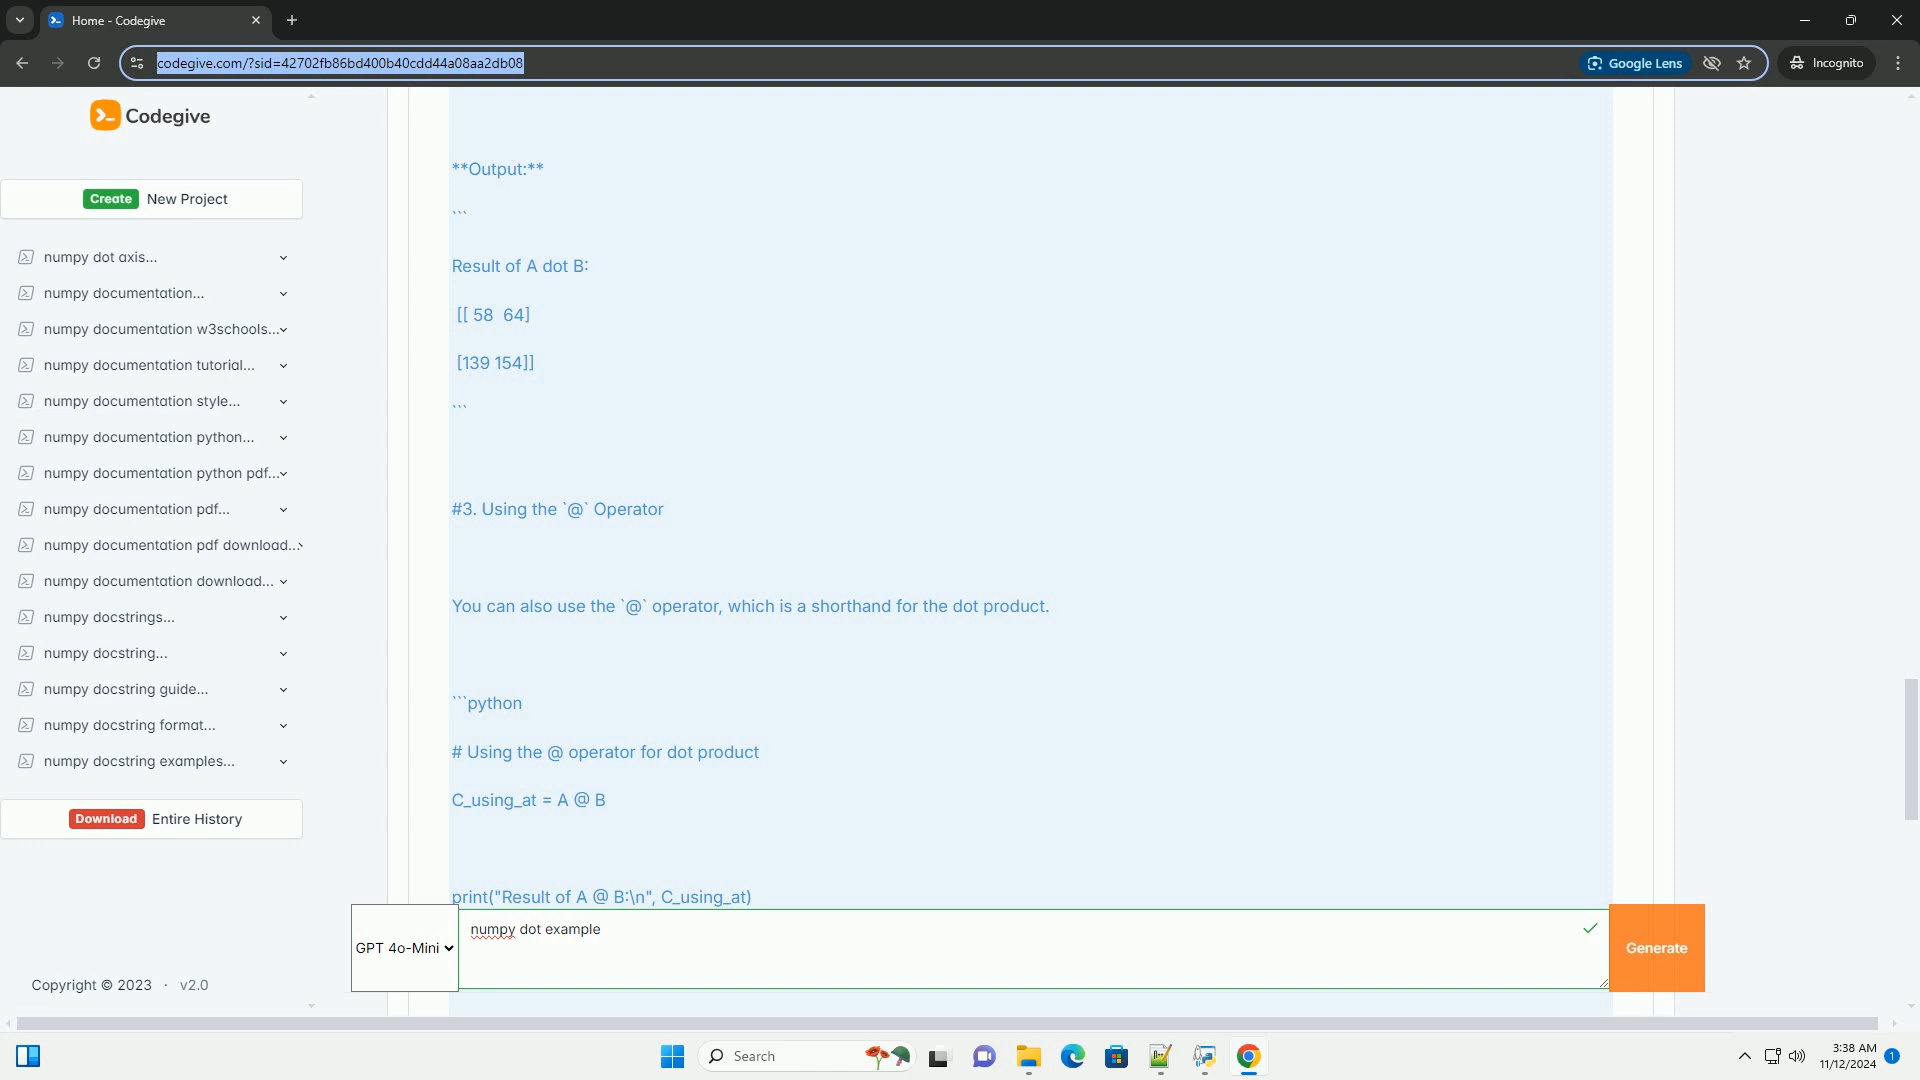 Home - Codegive
codegive.com/?sid=42702fb86bd400b40cdd44a08aa2db08
Google Lens
Incognito
Codegive
Create New Project
numpy dot axis...
numpy documentation...
numpy documentation w3schools...
numpy documentation tutorial...
numpy documentation style...
numpy documentation python...
numpy documentation python pdf...
numpy documentation pdf...
numpy documentation pdf download...
numpy documentation download...
numpy docstrings...
numpy docstring...
numpy docstring guide...
numpy docstring format...
numpy docstring examples...
Download Entire History
Copyright © 2023 · v2.0
**Output:**
```
Result of A dot B:
[[ 58  64]
[139 154]]
```
#3. Using the `@` Operator
You can also use the `@` operator, which is a shorthand for the dot product.
```python
# Using the @ operator for dot product
C_using_at = A @ B
print("Result of A @ B:\n", C_using_at)
GPT 4o-Mini
numpy dot example
Generate
Search
3:38 AM
11/12/2024
1